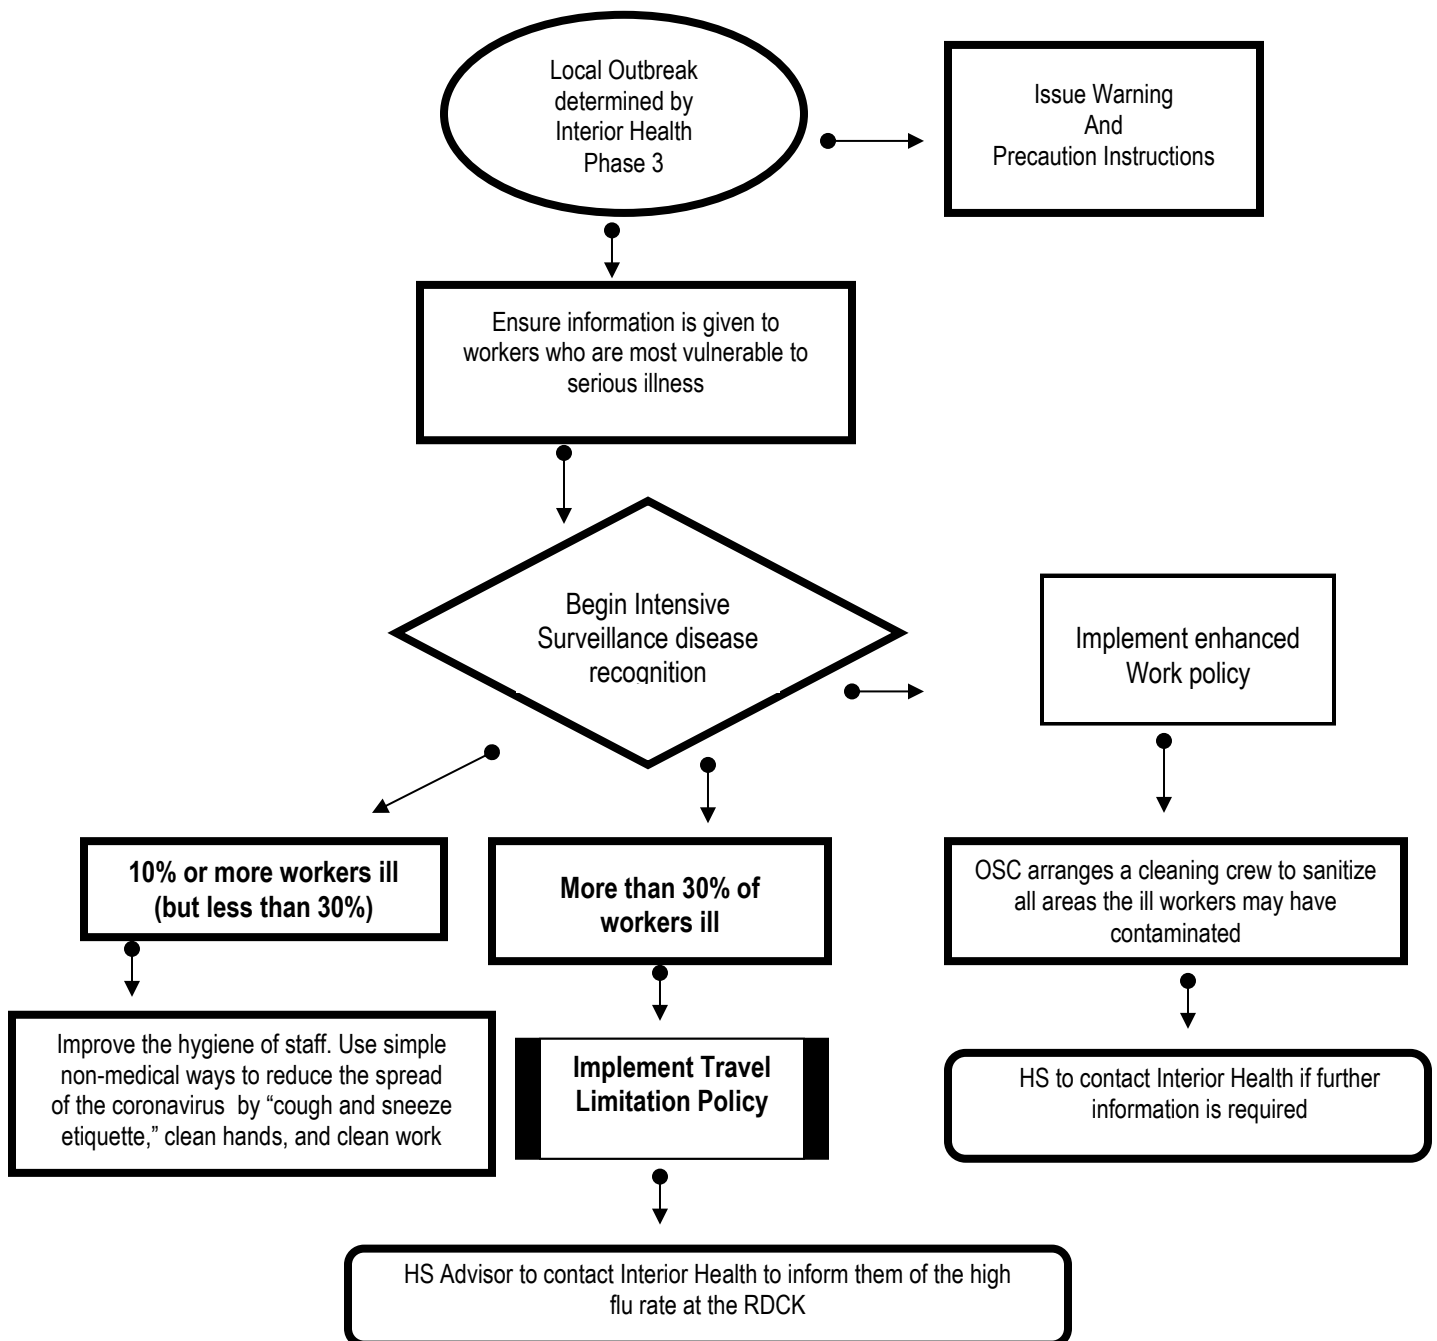 Local Outbreak
determined by
Interior Health
Phase 3
Issue Warning
And
Precaution Instructions
Ensure information is given to
workers who are most vulnerable to
serious illness
Begin Intensive
Surveillance disease
recognition
Implement enhanced
Work policy
10% or more workers ill
(but less than 30%)
More than 30% of
workers ill
OSC arranges a cleaning crew to sanitize
all areas the ill workers may have
contaminated
Improve the hygiene of staff. Use simple
non-medical ways to reduce the spread
of the coronavirus by “cough and sneeze
etiquette,” clean hands, and clean work
Implement Travel
Limitation Policy
HS to contact Interior Health if further
information is required
HS Advisor to contact Interior Health to inform them of the high
flu rate at the RDCK